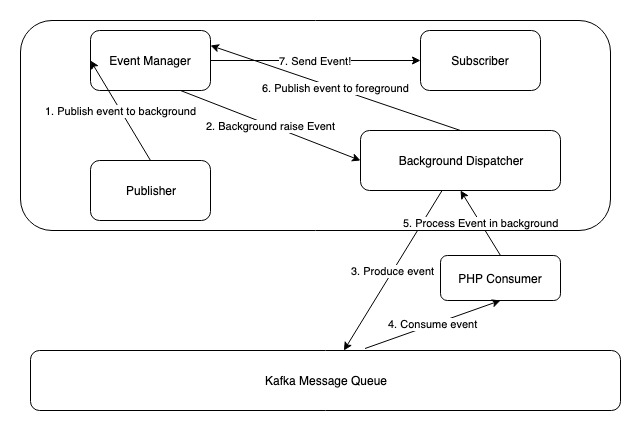 Event Manager
7. Send Event!
Subscriber
6. Publish event to foreground
1. Publish event to background
2. Background raise Event
Background Dispatcher
Publisher
5. Process Event in background
3. Produce event
PHP Consumer
4. Consume event
Kafka Message Queue